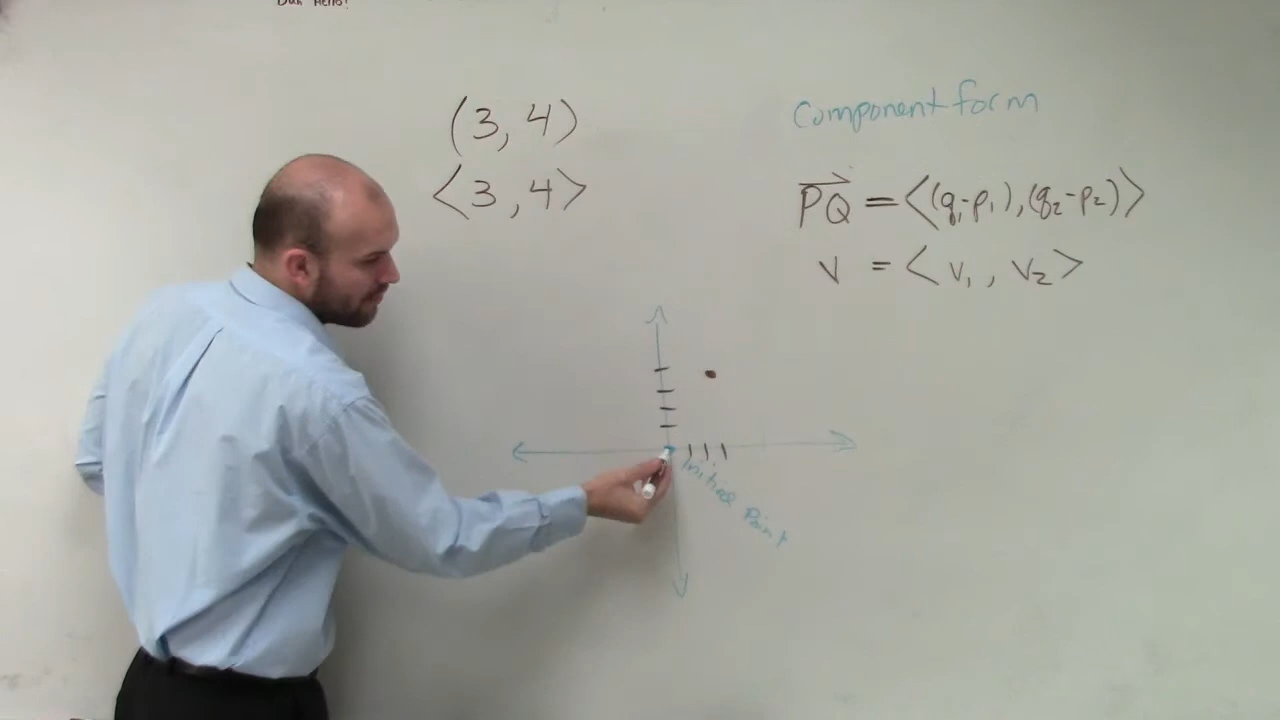 (3, 4)
<3, 4>
Component form
PQ = <(q₁-p₁), (q₂-p₂)>
v = <v₁, v₂>
Initial Point